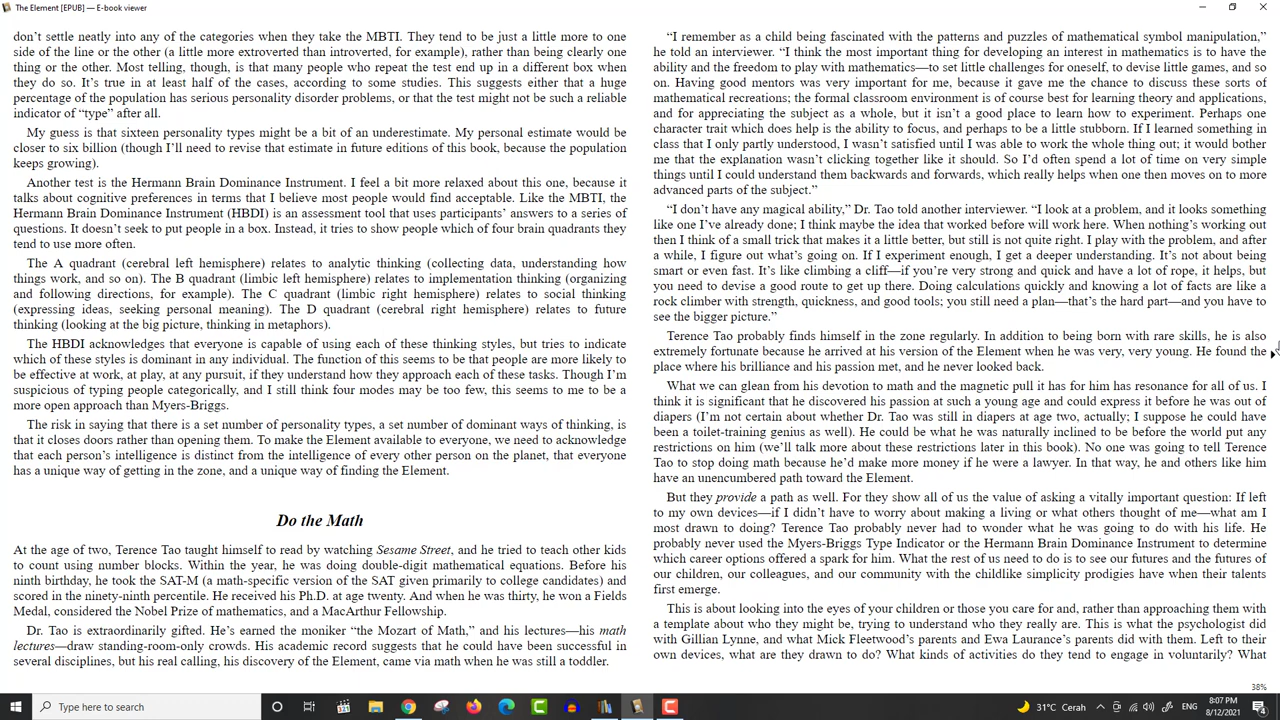 The Element [EPUB] — E-book viewer
don't settle neatly into any of the categories when they take the MBTI. They tend to be just a little more to one
side of the line or the other (a little more extroverted than introverted, for example), rather than being clearly one
thing or the other. Most telling, though, is that many people who repeat the test end up in a different box when
they do so. It's true in at least half of the cases, according to some studies. This suggests either that a huge
percentage of the population has serious personality disorder problems, or that the test might not be such a reliable
indicator of “type” after all.
My guess is that sixteen personality types might be a bit of an underestimate. My personal estimate would be
closer to six billion (though I'll need to revise that estimate in future editions of this book, because the population
keeps growing).
Another test is the Hermann Brain Dominance Instrument. I feel a bit more relaxed about this one, because it
talks about cognitive preferences in terms that I believe most people would find acceptable. Like the MBTI, the
Hermann Brain Dominance Instrument (HBDI) is an assessment tool that uses participants' answers to a series of
questions. It doesn't seek to put people in a box. Instead, it tries to show people which of four brain quadrants they
tend to use more often.
The A quadrant (cerebral left hemisphere) relates to analytic thinking (collecting data, understanding how
things work, and so on). The B quadrant (limbic left hemisphere) relates to implementation thinking (organizing
and following directions, for example). The C quadrant (limbic right hemisphere) relates to social thinking
(expressing ideas, seeking personal meaning). The D quadrant (cerebral right hemisphere) relates to future
thinking (looking at the big picture, thinking in metaphors).
The HBDI acknowledges that everyone is capable of using each of these thinking styles, but tries to indicate
which of these styles is dominant in any individual. The function of this seems to be that people are more likely to
be effective at work, at play, at any pursuit, if they understand how they approach each of these tasks. Though I'm
suspicious of typing people categorically, and I still think four modes may be too few, this seems to me to be a
more open approach than Myers-Briggs.
The risk in saying that there is a set number of personality types, a set number of dominant ways of thinking, is
that it closes doors rather than opening them. To make the Element available to everyone, we need to acknowledge
that each person's intelligence is distinct from the intelligence of every other person on the planet, that everyone
has a unique way of getting in the zone, and a unique way of finding the Element.
Do the Math
At the age of two, Terence Tao taught himself to read by watching Sesame Street, and he tried to teach other kids
to count using number blocks. Within the year, he was doing double-digit mathematical equations. Before his
ninth birthday, he took the SAT-M (a math-specific version of the SAT given primarily to college candidates) and
scored in the ninety-ninth percentile. He received his Ph.D. at age twenty. And when he was thirty, he won a Fields
Medal, considered the Nobel Prize of mathematics, and a MacArthur Fellowship.
Dr. Tao is extraordinarily gifted. He's earned the moniker “the Mozart of Math,” and his lectures—his math
lectures—draw standing-room-only crowds. His academic record suggests that he could have been successful in
several disciplines, but his real calling, his discovery of the Element, came via math when he was still a toddler.
“I remember as a child being fascinated with the patterns and puzzles of mathematical symbol manipulation,”
he told an interviewer. “I think the most important thing for developing an interest in mathematics is to have the
ability and the freedom to play with mathematics—to set little challenges for oneself, to devise little games, and so
on. Having good mentors was very important for me, because it gave me the chance to discuss these sorts of
mathematical recreations; the formal classroom environment is of course best for learning theory and applications,
and for appreciating the subject as a whole, but it isn't a good place to learn how to experiment. Perhaps one
character trait which does help is the ability to focus, and perhaps to be a little stubborn. If I learned something in
class that I only partly understood, I wasn't satisfied until I was able to work the whole thing out; it would bother
me that the explanation wasn't clicking together like it should. So I'd often spend a lot of time on very simple
things until I could understand them backwards and forwards, which really helps when one then moves on to more
advanced parts of the subject.”
“I don't have any magical ability,” Dr. Tao told another interviewer. “I look at a problem, and it looks something
like one I've already done; I think maybe the idea that worked before will work here. When nothing's working out
then I think of a small trick that makes it a little better, but still is not quite right. I play with the problem, and after
a while, I figure out what's going on. If I experiment enough, I get a deeper understanding. It's not about being
smart or even fast. It's like climbing a cliff—if you're very strong and quick and have a lot of rope, it helps, but
you need to devise a good route to get up there. Doing calculations quickly and knowing a lot of facts are like a
rock climber with strength, quickness, and good tools; you still need a plan—that's the hard part—and you have to
see the bigger picture.”
Terence Tao probably finds himself in the zone regularly. In addition to being born with rare skills, he is also
extremely fortunate because he arrived at his version of the Element when he was very, very young. He found the
place where his brilliance and his passion met, and he never looked back.
What we can glean from his devotion to math and the magnetic pull it has for him has resonance for all of us. I
think it is significant that he discovered his passion at such a young age and could express it before he was out of
diapers (I'm not certain about whether Dr. Tao was still in diapers at age two, actually; I suppose he could have
been a toilet-training genius as well). He could be what he was naturally inclined to be before the world put any
restrictions on him (we'll talk more about these restrictions later in this book). No one was going to tell Terence
Tao to stop doing math because he'd make more money if he were a lawyer. In that way, he and others like him
have an unencumbered path toward the Element.
But they provide a path as well. For they show all of us the value of asking a vitally important question: If left
to my own devices—if I didn't have to worry about making a living or what others thought of me—what am I
most drawn to doing? Terence Tao probably never had to wonder what he was going to do with his life. He
probably never used the Myers-Briggs Type Indicator or the Hermann Brain Dominance Instrument to determine
which career options offered a spark for him. What the rest of us need to do is to see our futures and the futures of
our children, our colleagues, and our community with the childlike simplicity prodigies have when their talents
first emerge.
This is about looking into the eyes of your children or those you care for and, rather than approaching them with
a template about who they might be, trying to understand who they really are. This is what the psychologist did
with Gillian Lynne, and what Mick Fleetwood's parents and Ewa Laurance's parents did with them. Left to their
own devices, what are they drawn to do? What kinds of activities do they tend to engage in voluntarily? What
38%
Type here to search
31°C Cerah
ENG
8:07 PM
8/12/2021
4